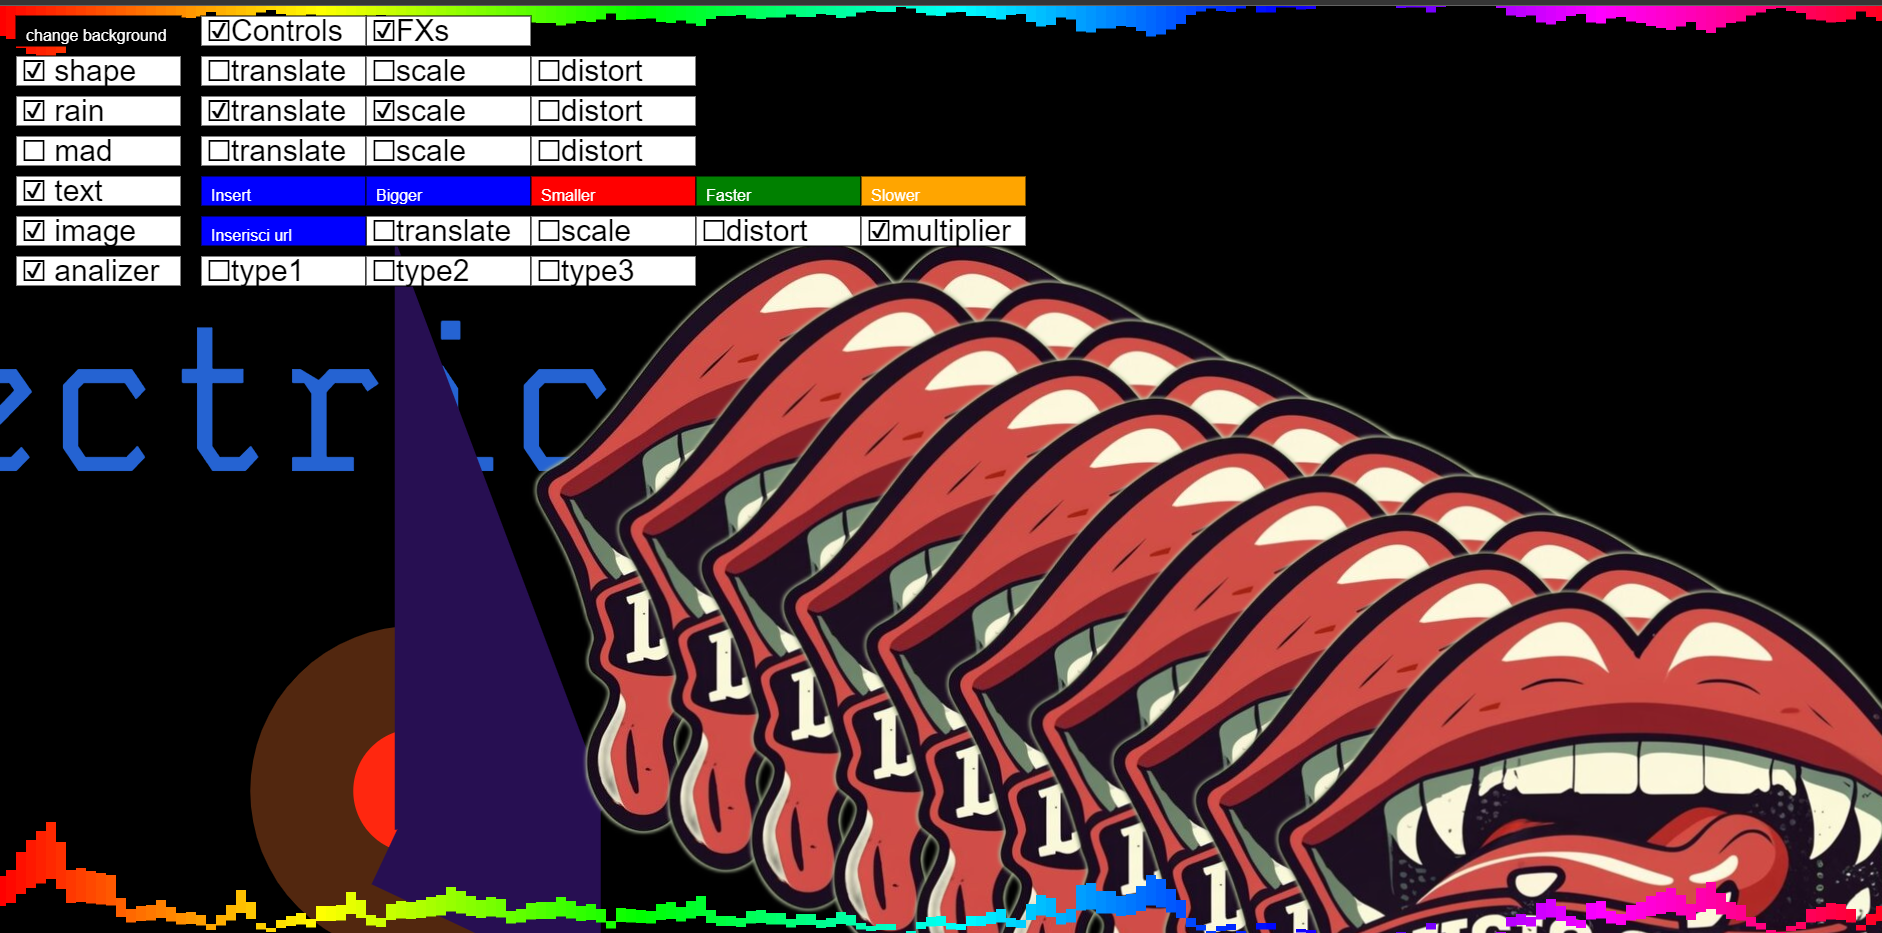 change background Controls FXs
shape translate scale distort
rain translate scale distort
mad translate scale distort
text Insert Bigger Smaller Faster Slower
image Inserisci url translate scale distort multiplier
analizer type1 type2 type3
ectric